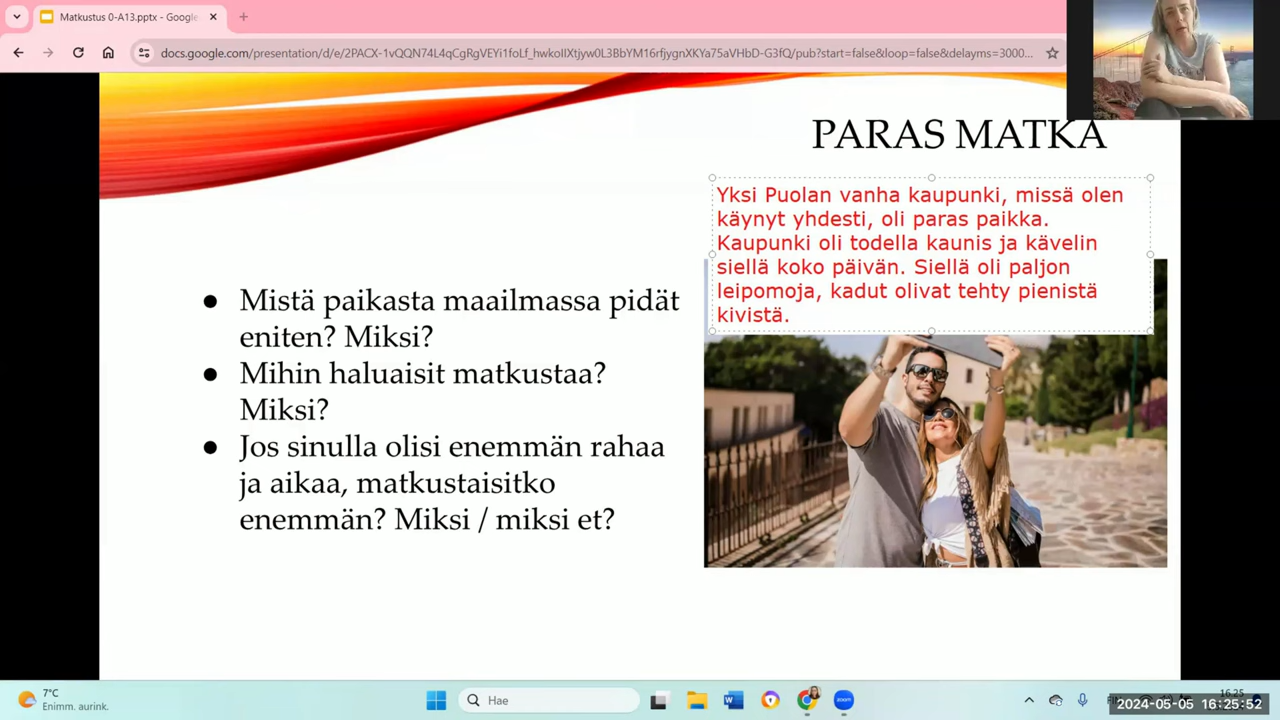 Matkustus 0-A13.pptx - Google
docs.google.com/presentation/d/e/2PACX-1vQQN74L4qCgRgVEYi1foLf_hwkoIIXtjyw0L3BbYM16rfjygnXKYa75aVHbD-G3fQ/pub?start=false&loop=false&delayms=3000...
PARAS MATKA
Yksi Puolan vanha kaupunki, missä olen
käynyt yhdesti, oli paras paikka.
Kaupunki oli todella kaunis ja kävelin
siellä koko päivän. Siellä oli paljon
leipomoja, kadut olivat tehty pienistä
kivistä.
● Mistä paikasta maailmassa pidät
eniten? Miksi?
● Mihin haluaisit matkustaa?
Miksi?
● Jos sinulla olisi enemmän rahaa
ja aikaa, matkustaisitko
enemmän? Miksi / miksi et?
7°C
Enimm. aurink.
Hae
zoom
16.25
2024-05-05 16:25:52